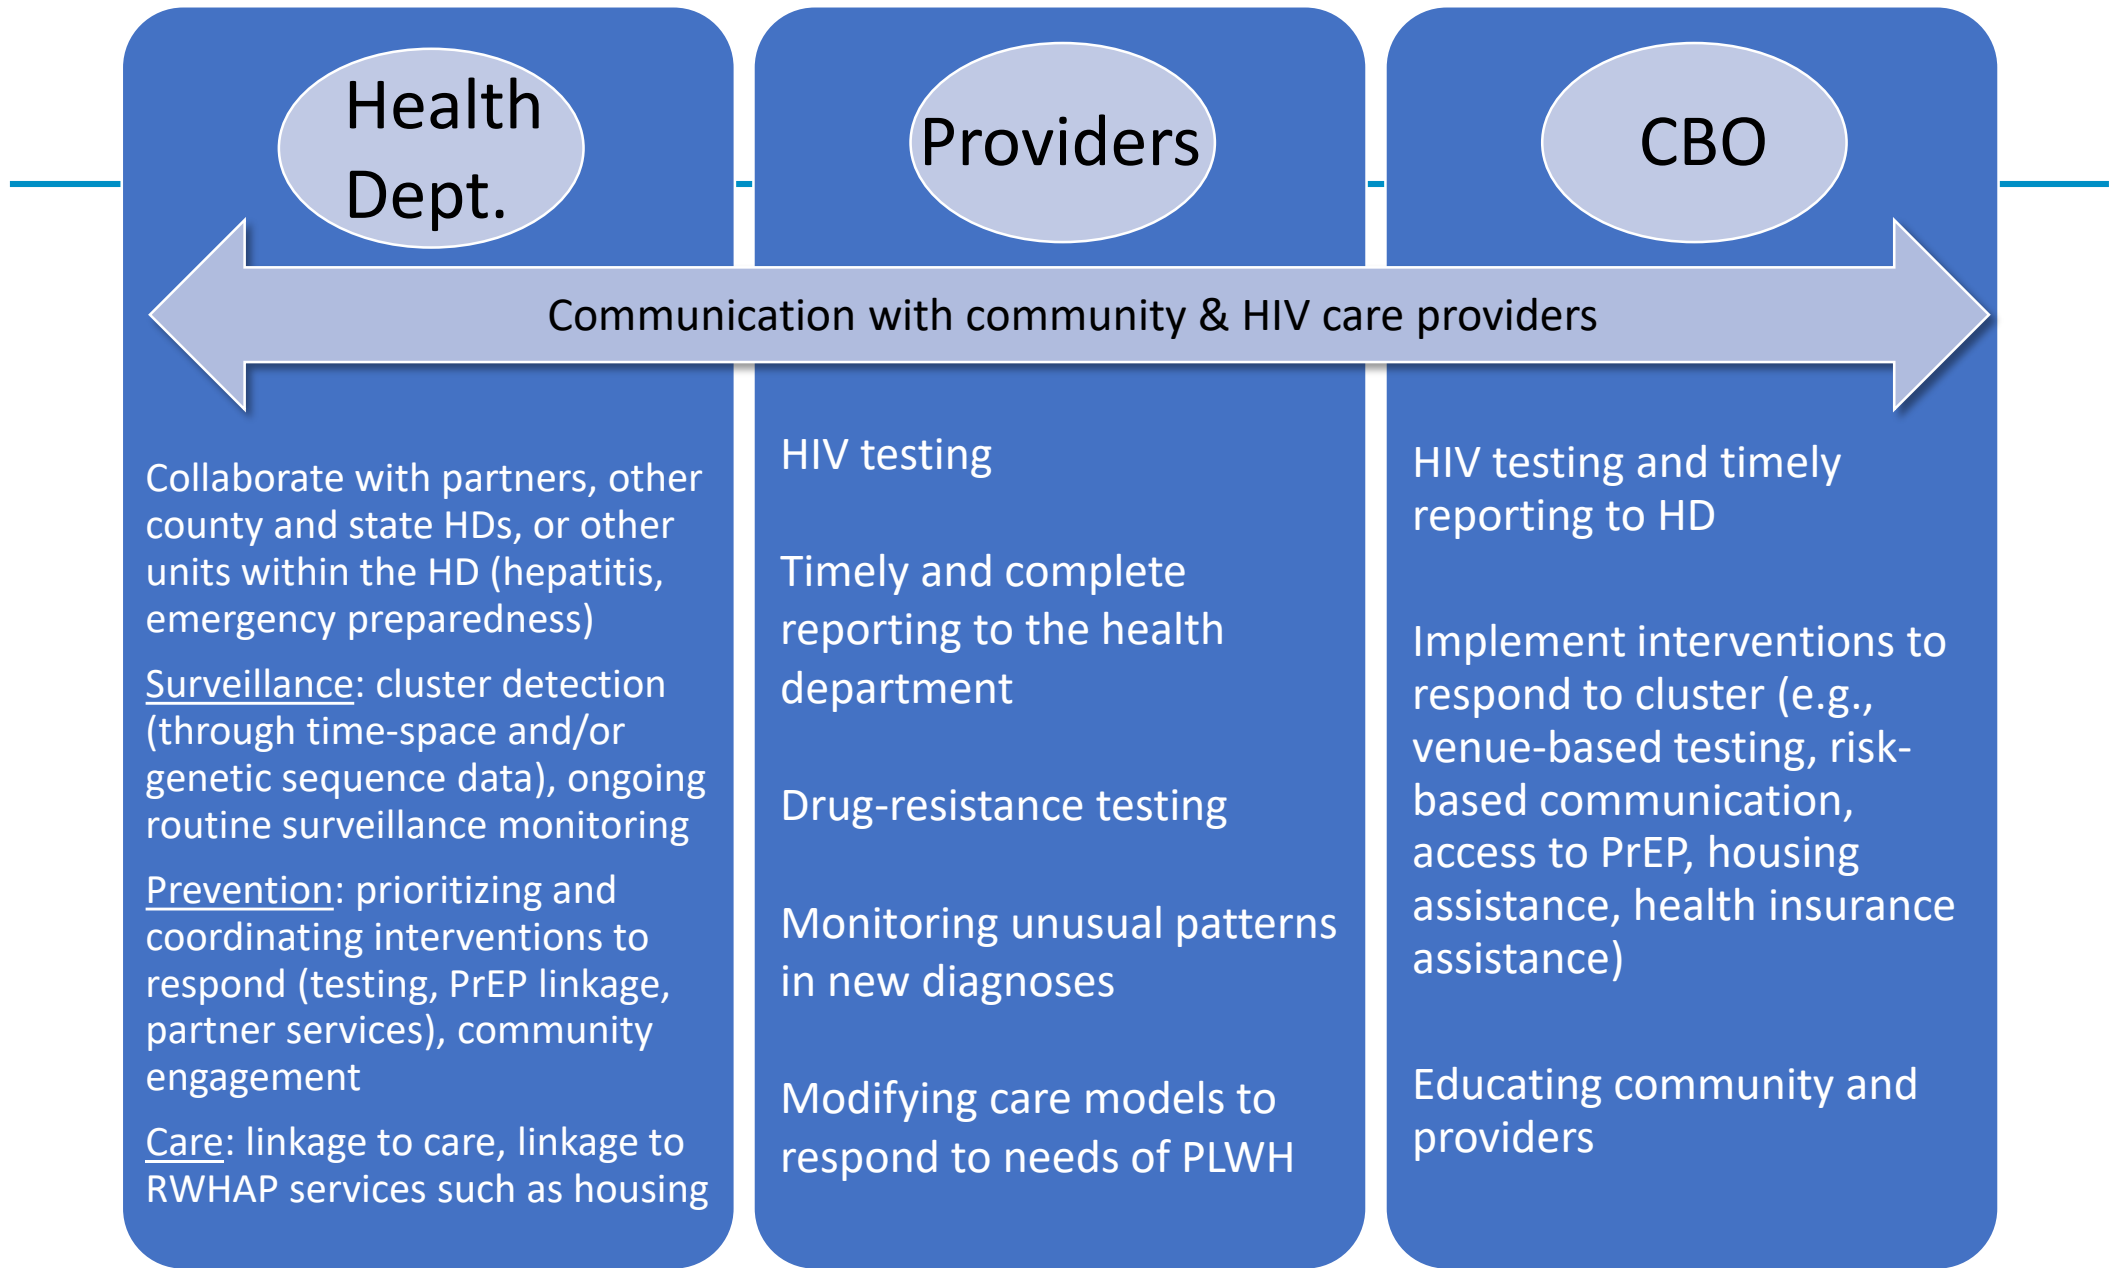 Health
Dept.
Providers
CBO
Communication with community & HIV care providers
Collaborate with partners, other
county and state HDs, or other
units within the HD (hepatitis,
emergency preparedness)
Surveillance: cluster detection
(through time-space and/or
genetic sequence data), ongoing
routine surveillance monitoring
Prevention: prioritizing and
coordinating interventions to
respond (testing, PrEP linkage,
partner services), community
engagement
Care: linkage to care, linkage to
RWHAP services such as housing
HIV testing
Timely and complete
reporting to the health
department
Drug-resistance testing
Monitoring unusual patterns
in new diagnoses
Modifying care models to
respond to needs of PLWH
HIV testing and timely
reporting to HD
Implement interventions to
respond to cluster (e.g.,
venue-based testing, risk-
based communication,
access to PrEP, housing
assistance, health insurance
assistance)
Educating community and
providers